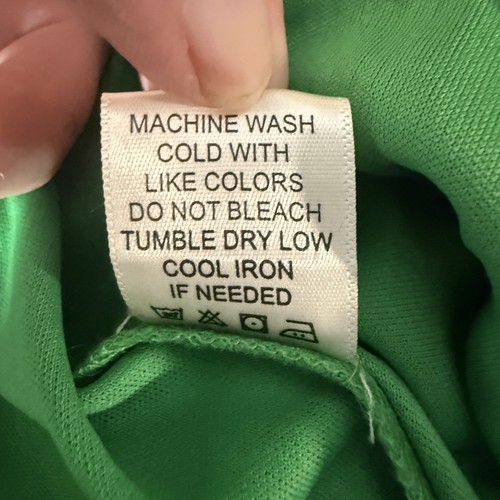 MACHINE WASH
COLD WITH
LIKE COLORS
DO NOT BLEACH
TUMBLE DRY LOW
COOL IRON
IF NEEDED